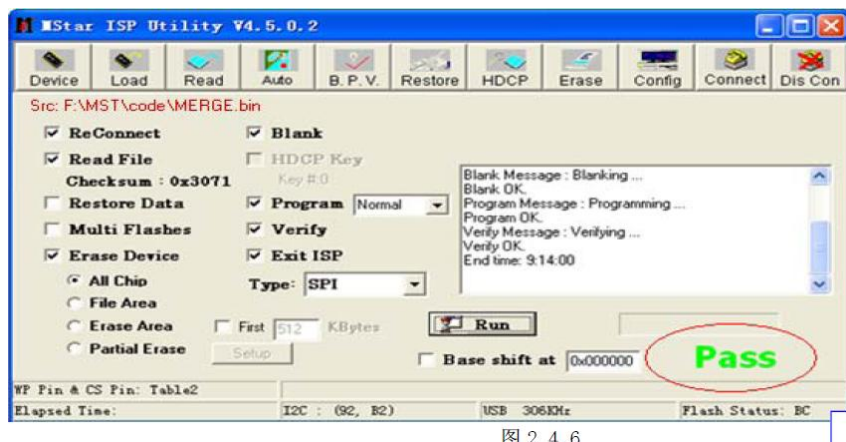 MStar ISP Utility V4.5.0.2
Device Load Read Auto B.P.V. Restore HDCP Erase Config Connect Dis Con
Src: F:\MST\code\MERGE.bin
ReConnect Blank
Read File HDCP Key
Checksum : 0x3071 Key #:0
Restore Data Program Normal
Multi Flashes Verify
Erase Device Exit ISP
All Chip Type: SPI
File Area
Erase Area First 512 KBytes
Partial Erase Setup
Blank Message : Blanking ...
Blank OK.
Program Message : Programming ...
Program OK.
Verify Message : Verifying ...
Verify OK.
End time: 9:14:00
Run
Base shift at 0x000000
Pass
WP Pin & CS Pin: Table2
Elapsed Time: I2C : (92, B2) USB 306KHz Flash Status: BC
图 2.4.6